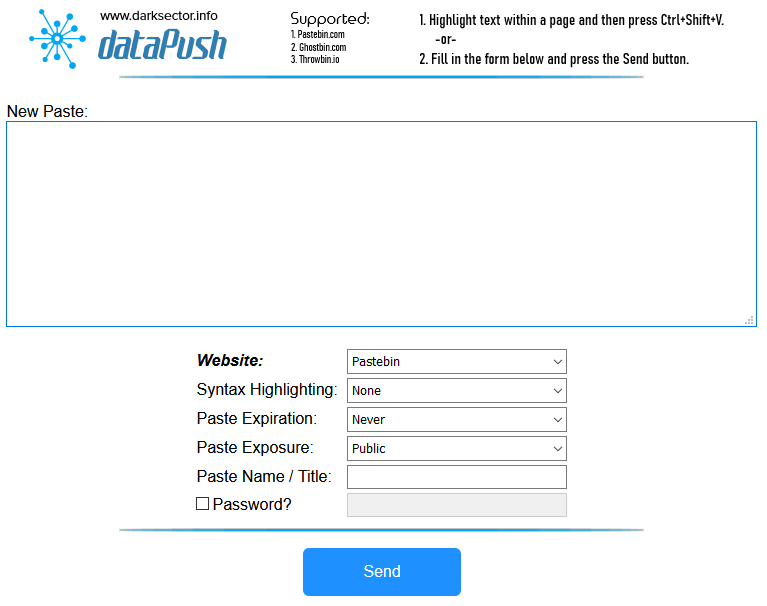 www.darksector.info
dataPush
Supported:
1. Pastebin.com
2. Ghostbin.com
3. Throwbin.io
1. Highlight text within a page and then press Ctrl+Shift+V.
-or-
2. Fill in the form below and press the Send button.
New Paste:
Website: Pastebin
Syntax Highlighting: None
Paste Expiration: Never
Paste Exposure: Public
Paste Name / Title:
Password?
Send